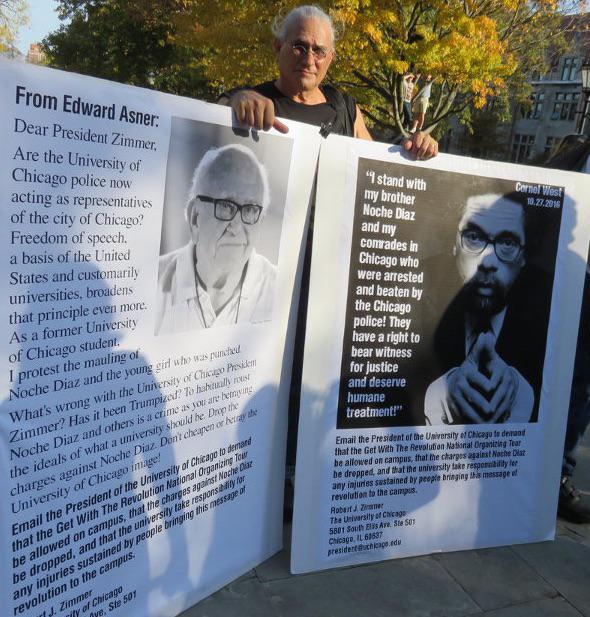 From Edward Asner:
Dear President Zimmer,
Are the University of
Chicago police now
acting as representatives
of the city of Chicago?
Freedom of speech,
a basis of the United
States and customarily
universities, broadens
that principle even more.
As a former University
of Chicago student,
I protest the mauling of
Noche Diaz and the young girl who was punched.
What's wrong with the University of Chicago President
Zimmer? Has it been Trumpized? To habitually roust
Noche Diaz and others is a crime as you are betraying
the ideals of what a university should be. Drop the
charges against Noche Diaz. Don't cheapen or betray the
University of Chicago image!
Email the President of the University of Chicago to demand
that the Get With The Revolution National Organizing Tour
be allowed on campus, that the charges against Noche Diaz
be dropped, and that the university take responsibility for
any injuries sustained by people bringing this message of
revolution to the campus.
rt J. Zimmer
rsity of Chicago
Ave, Ste 501
"I stand with
my brother
Noche Diaz
and my
comrades in
Chicago who
were arrested
and beaten by
the Chicago
police! They
have a right to
bear witness
for justice
and deserve
humane
treatment!"
Cornel West
10.27.2016
Email the President of the University of Chicago to demand
that the Get With The Revolution National Organizing Tour
be allowed on campus, that the charges against Noche Diaz
be dropped, and that the university take responsibility for
any injuries sustained by people bringing this message of
revolution to the campus.
Robert J. Zimmer
The University of Chicago
5801 South Ellis Ave, Ste 501
Chicago, IL 60637
president@uchicago.edu